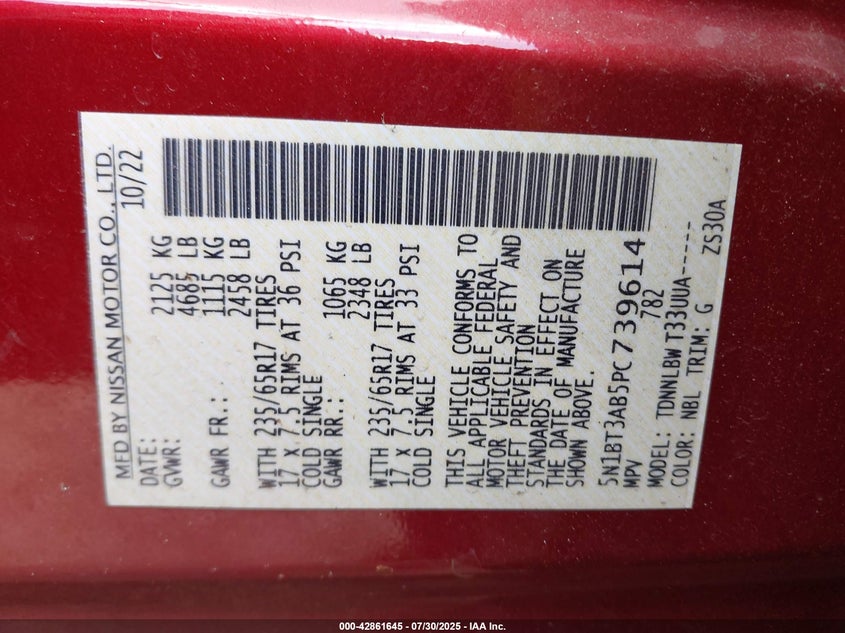 MFD BY NISSAN MOTOR CO., LTD.
DATE: 10/22
GVWR: 2125 KG
4685 LB
GAWR FR.: 1115 KG
2458 LB
WITH 235/65R17 TIRES
17 X 7.5 RIMS AT 36 PSI
COLD SINGLE
GAWR RR.: 1065 KG
2348 LB
WITH 235/65R17 TIRES
17 X 7.5 RIMS AT 33 PSI
COLD SINGLE
THIS VEHICLE CONFORMS TO
ALL APPLICABLE FEDERAL
MOTOR VEHICLE SAFETY AND
THEFT PREVENTION
STANDARDS IN EFFECT ON
THE DATE OF MANUFACTURE
SHOWN ABOVE.
5N1BT3AB5PC739614
MPV 782
MODEL: TDNNLBW T33UUA------
COLOR: NBL TRIM: G ZS30A
000-42861645 / 07/30/2025 - IAA Inc.